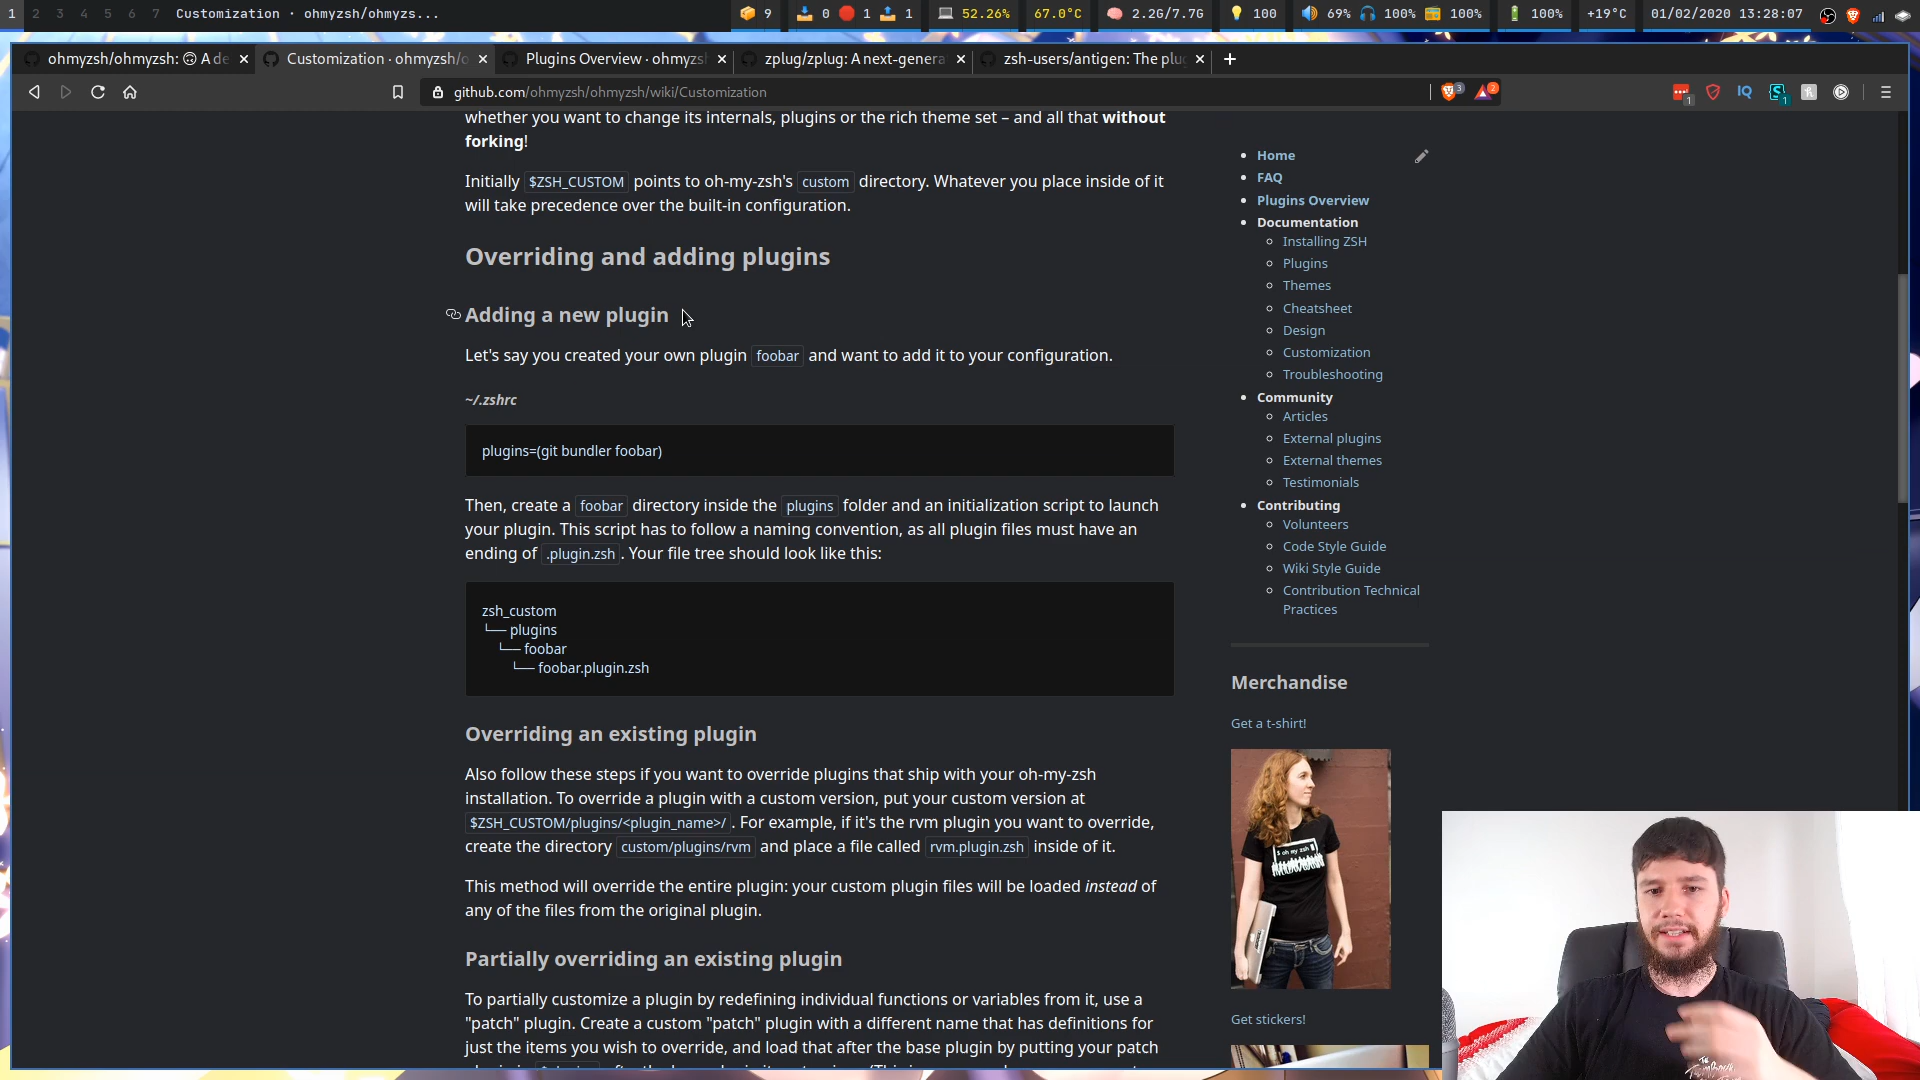 1 2 3 4 5 6 7 Customization · ohmyzsh/ohmyzs... 9 0 1 1 52.26% 67.0°C 2.2G/7.7G 100 69% 100% 100% 100% +19°C 01/02/2020 13:28:07
ohmyzsh/ohmyzsh: 🙃 A de Customization · ohmyzsh/o Plugins Overview · ohmyzsh zplug/zplug: A next-genera zsh-users/antigen: The plug
github.com/ohmyzsh/ohmyzsh/wiki/Customization 3 2 1 IQ 1
whether you want to change its internals, plugins or the rich theme set – and all that without
forking!
Initially $ZSH_CUSTOM points to oh-my-zsh's custom directory. Whatever you place inside of it
will take precedence over the built-in configuration.
Overriding and adding plugins
Adding a new plugin
Let's say you created your own plugin foobar and want to add it to your configuration.
~/.zshrc
plugins=(git bundler foobar)
Then, create a foobar directory inside the plugins folder and an initialization script to launch
your plugin. This script has to follow a naming convention, as all plugin files must have an
ending of .plugin.zsh. Your file tree should look like this:
zsh_custom
└── plugins
└── foobar
└── foobar.plugin.zsh
Overriding an existing plugin
Also follow these steps if you want to override plugins that ship with your oh-my-zsh
installation. To override a plugin with a custom version, put your custom version at
$ZSH_CUSTOM/plugins/<plugin_name>/. For example, if it's the rvm plugin you want to override,
create the directory custom/plugins/rvm and place a file called rvm.plugin.zsh inside of it.
This method will override the entire plugin: your custom plugin files will be loaded instead of
any of the files from the original plugin.
Partially overriding an existing plugin
To partially customize a plugin by redefining individual functions or variables from it, use a
"patch" plugin. Create a custom "patch" plugin with a different name that has definitions for
just the items you wish to override, and load that after the base plugin by putting your patch
Home
FAQ
Plugins Overview
Documentation
Installing ZSH
Plugins
Themes
Cheatsheet
Design
Customization
Troubleshooting
Community
Articles
External plugins
External themes
Testimonials
Contributing
Volunteers
Code Style Guide
Wiki Style Guide
Contribution Technical
Practices
Merchandise
Get a t-shirt!
$ oh my zsh
Get stickers!